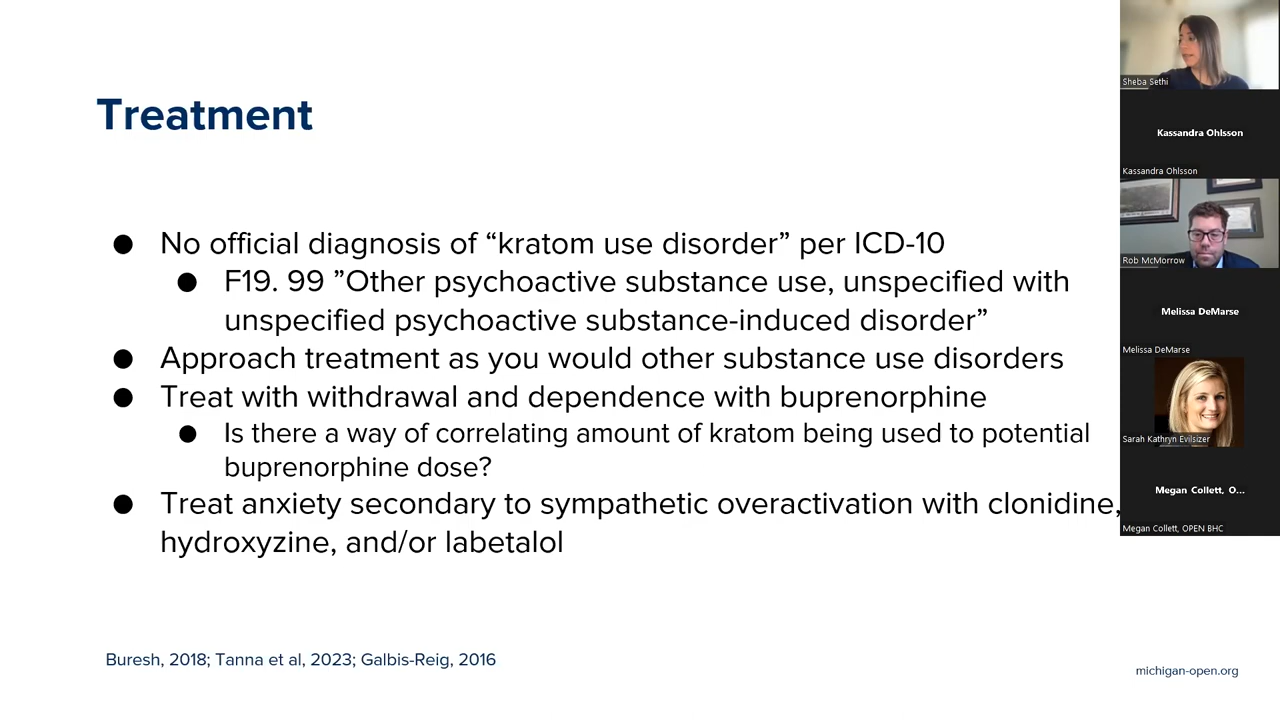 Treatment
● No official diagnosis of “kratom use disorder” per ICD-10
● F19. 99 ”Other psychoactive substance use, unspecified with
unspecified psychoactive substance-induced disorder”
● Approach treatment as you would other substance use disorders
● Treat with withdrawal and dependence with buprenorphine
● Is there a way of correlating amount of kratom being used to potential
buprenorphine dose?
● Treat anxiety secondary to sympathetic overactivation with clonidine,
hydroxyzine, and/or labetalol
Buresh, 2018; Tanna et al, 2023; Galbis-Reig, 2016
michigan-open.org
Sheba Sethi
Kassandra Ohlsson
Kassandra Ohlsson
Rob McMorrow
Melissa DeMarse
Melissa DeMarse
Sarah Kathryn Evilsizer
Megan Collett, O...
Megan Collett, OPEN BHC